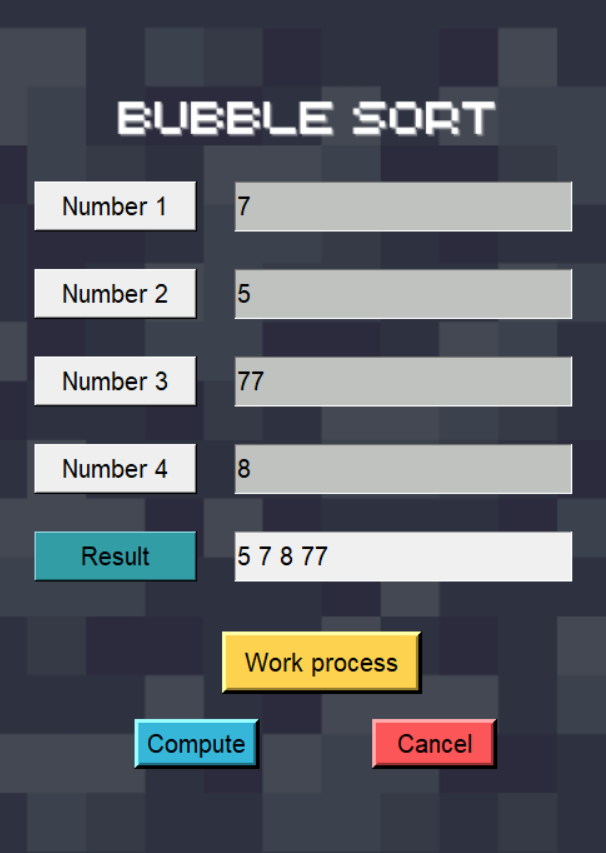 BUBBLE SORT
Number 1 7
Number 2 5
Number 3 77
Number 4 8
Result 5 7 8 77
Work process
Compute Cancel